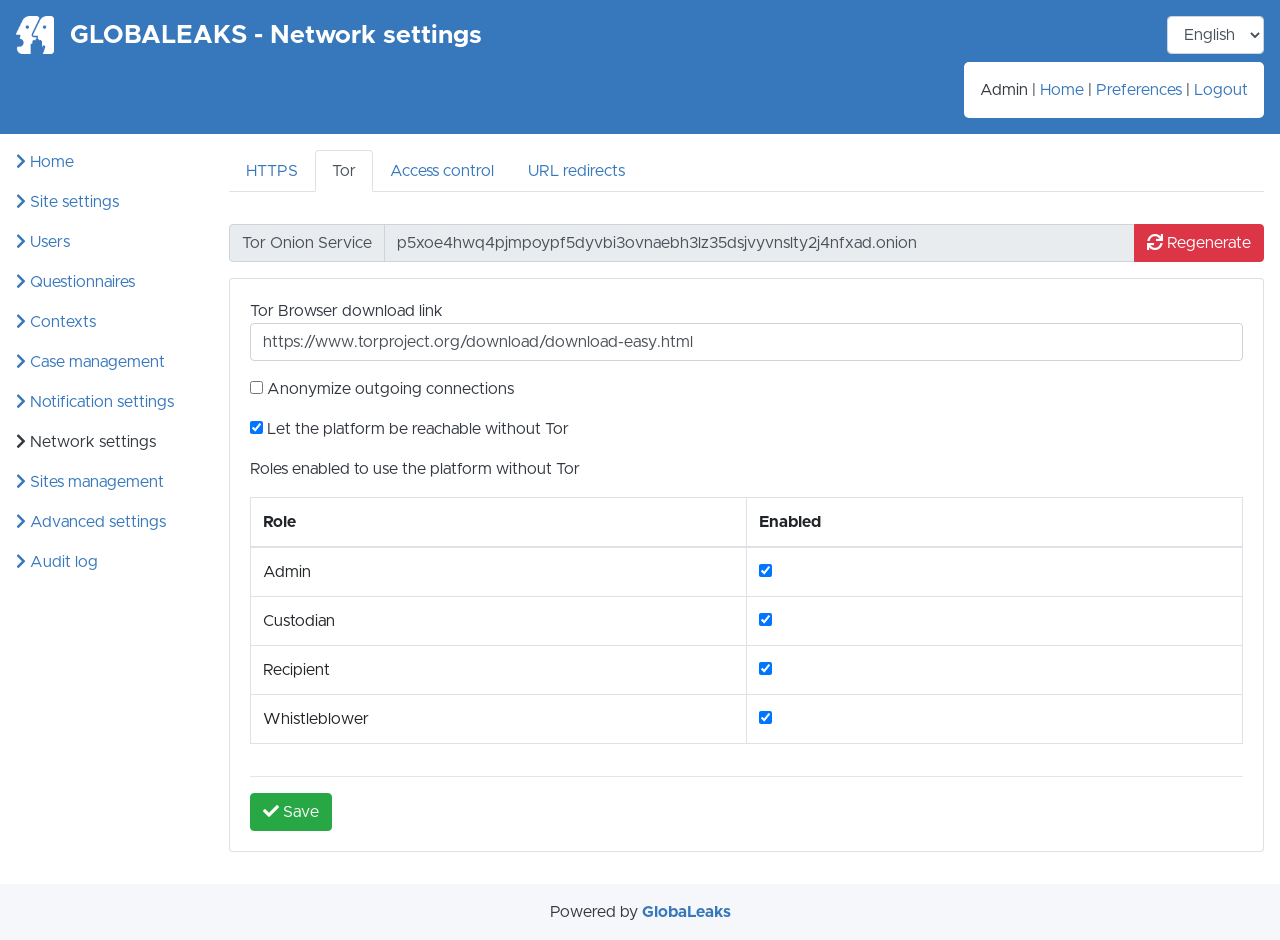 GLOBALEAKS - Network settings
English
Admin | Home | Preferences | Logout
Home
Site settings
Users
Questionnaires
Contexts
Case management
Notification settings
Network settings
Sites management
Advanced settings
Audit log
HTTPS Tor Access control URL redirects
Tor Onion Service p5xoe4hwq4pjmpoypf5dyvbi3ovnaebh3lz35dsjvyvnslty2j4nfxad.onion Regenerate
Tor Browser download link
https://www.torproject.org/download/download-easy.html
Anonymize outgoing connections
Let the platform be reachable without Tor
Roles enabled to use the platform without Tor
Role Enabled
Admin
Custodian
Recipient
Whistleblower
Save
Powered by GlobaLeaks